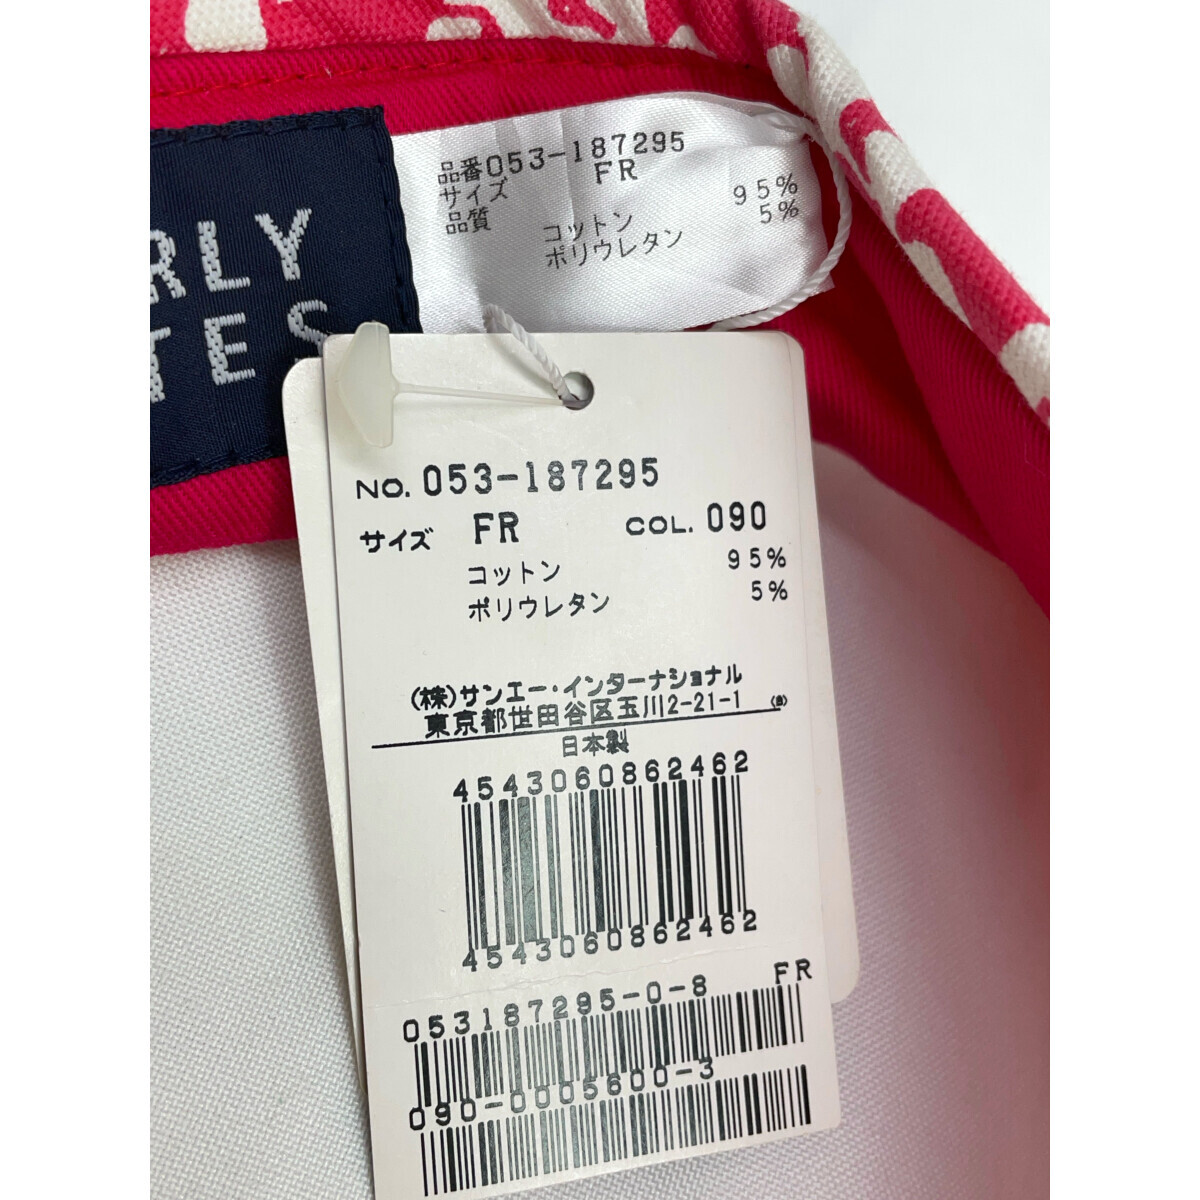 品番053-187295
サイズ FR
品質
コットン 95%
ポリウレタン 5%
RLY
TES
NO. 053-187295
サイズ FR COL. 090
コットン 95%
ポリウレタン 5%
(株)サンエー・インターナショナル
東京都世田谷区玉川2-21-1
日本製
4543060862462
4543060862462
FR
053187295-0-8
090-0005600-3